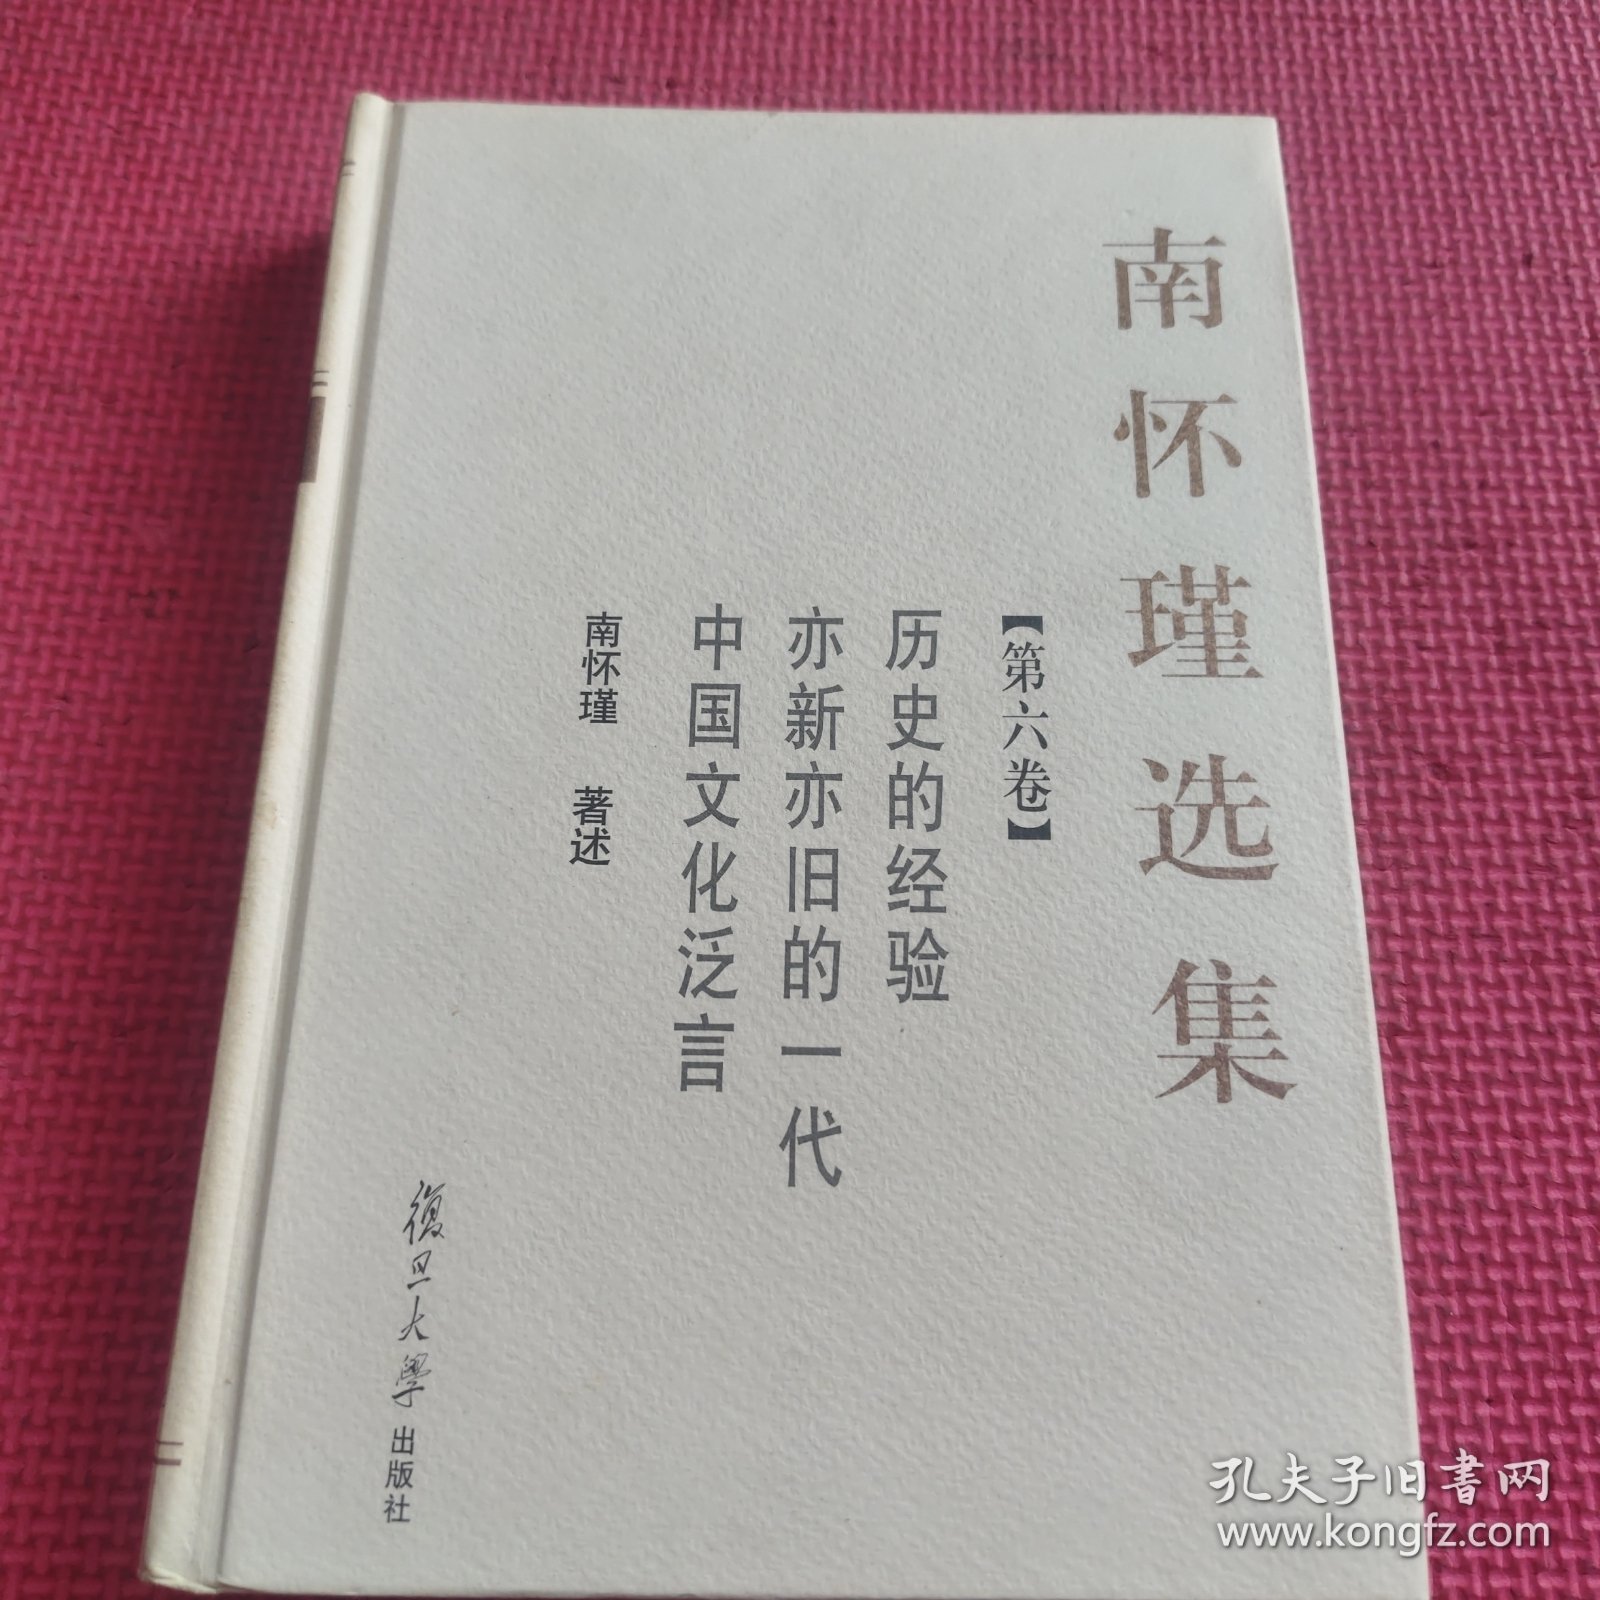 南怀瑾选集
【第六卷】
历史的经验
亦新亦旧的一代
中国文化泛言
南怀瑾 著述
復旦大學出版社
孔夫子旧书网
www.kongfz.com